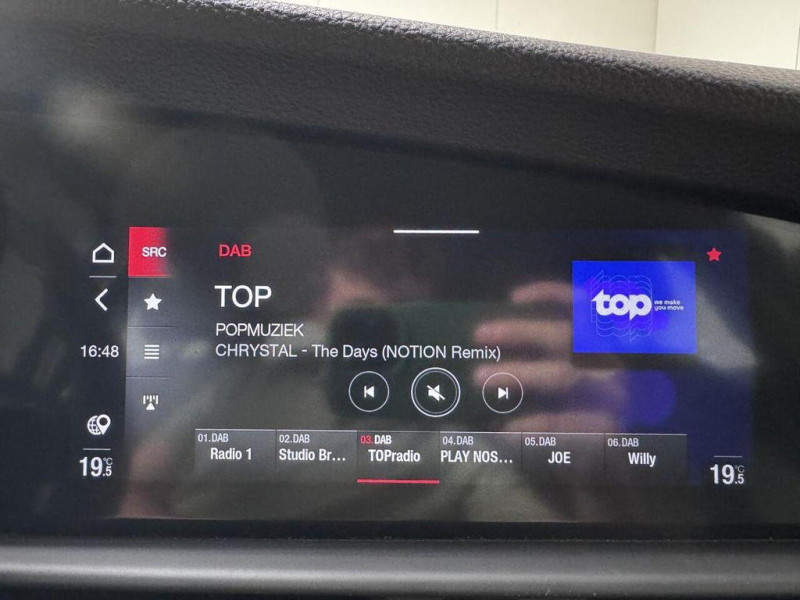 SRC
DAB
TOP
POPMUZIEK
CHRYSTAL - The Days (NOTION Remix)
top we make
you move
16:48
19.5°C
01.DAB
Radio 1
02.DAB
Studio Br...
03.DAB
TOPradio
04.DAB
PLAY NOS...
05.DAB
JOE
06.DAB
Willy
19.5°C